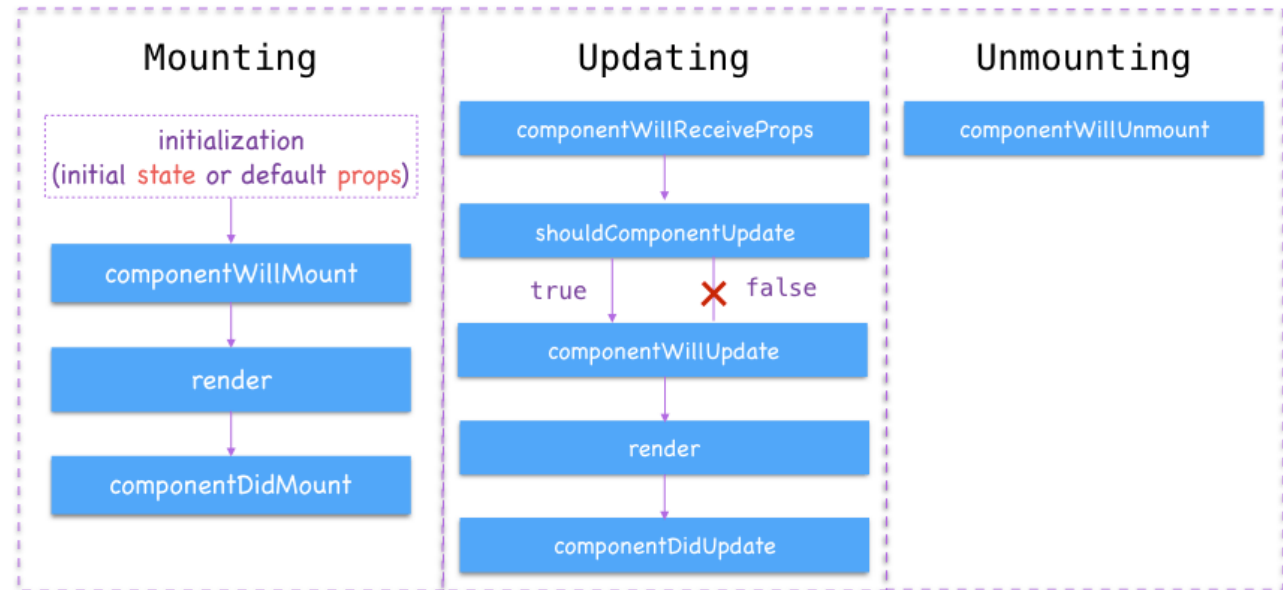 Mounting
initialization
(initial state or default props)
componentWillMount
render
componentDidMount
Updating
componentWillReceiveProps
shouldComponentUpdate
true
false
componentWillUpdate
render
componentDidUpdate
Unmounting
componentWillUnmount